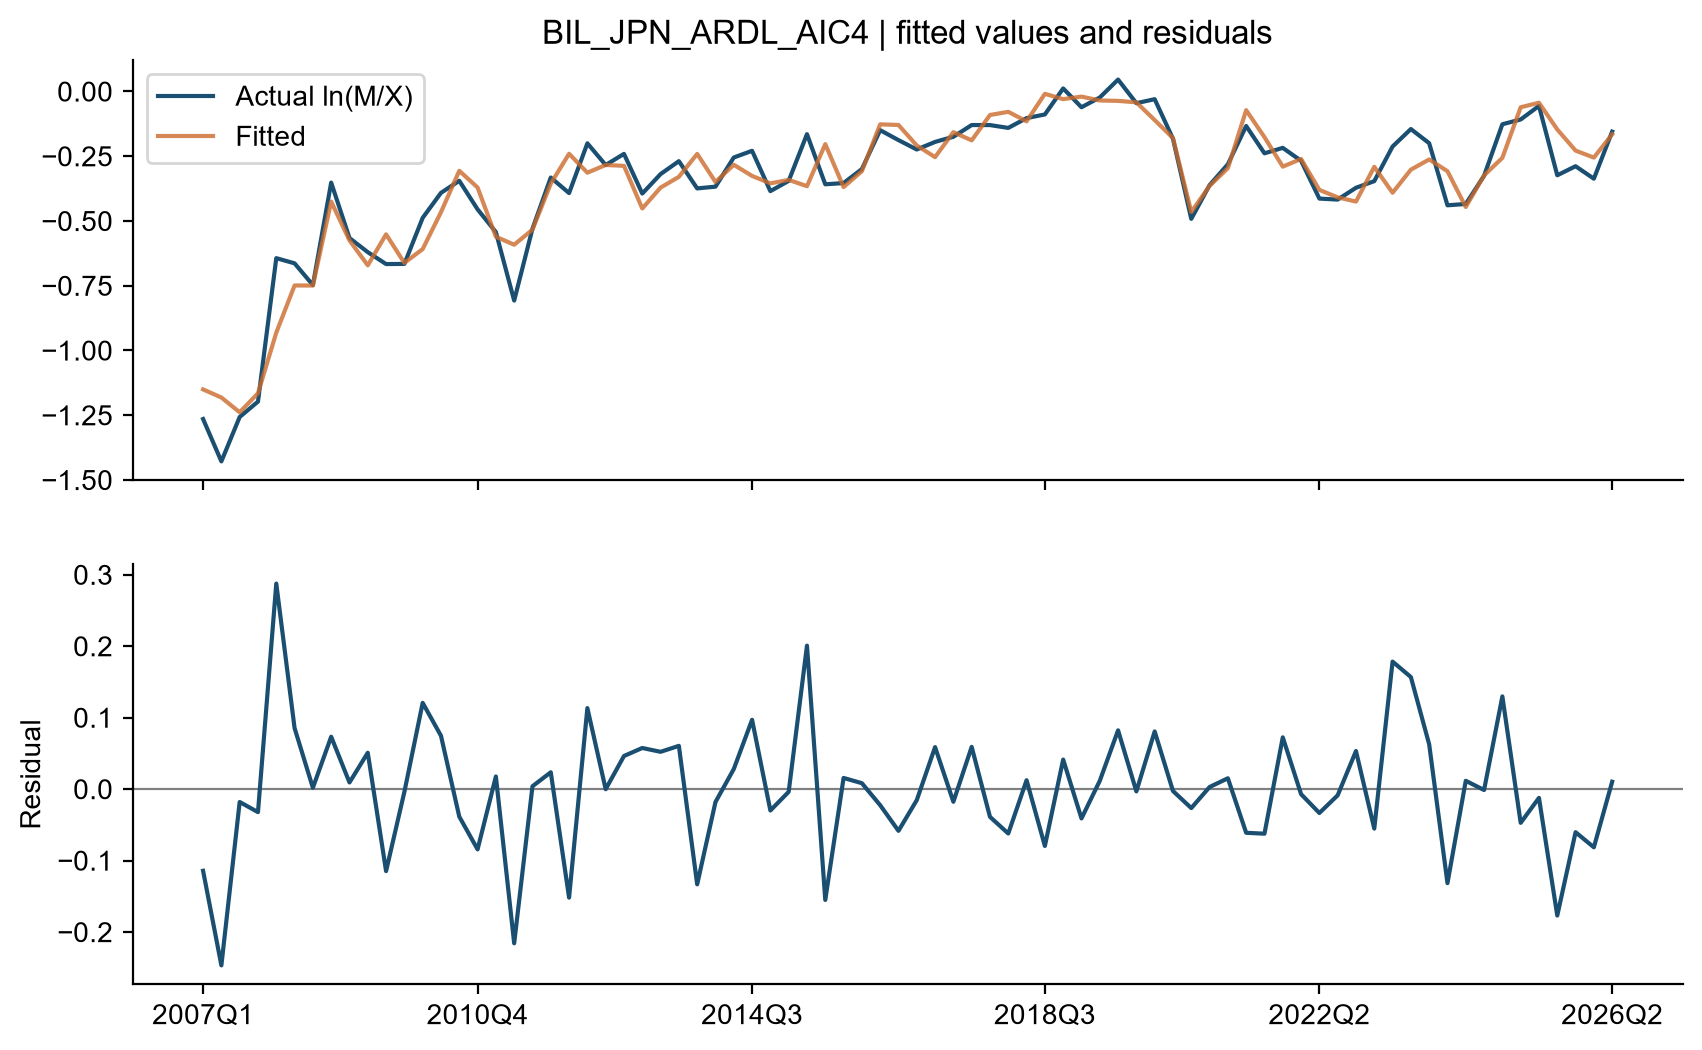 BIL_JPN_ARDL_AIC4 | fitted values and residuals
Actual ln(M/X)
Fitted
0.00
−0.25
−0.50
−0.75
−1.00
−1.25
−1.50
Residual
0.3
0.2
0.1
0.0
−0.1
−0.2
2007Q1 2010Q4 2014Q3 2018Q3 2022Q2 2026Q2